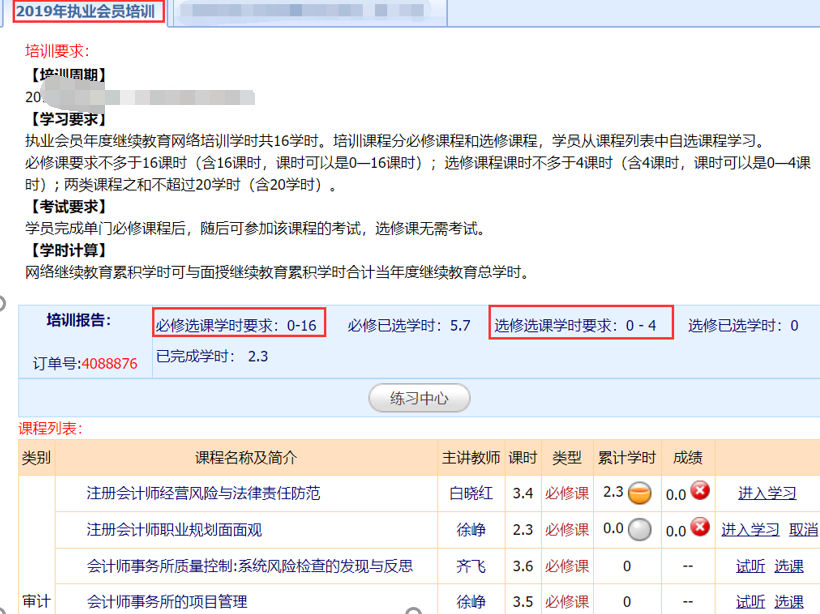 2019年执业会员培训
培训要求：
【培训周期】
20
【学习要求】
执业会员年度继续教育网络培训学时共16学时。培训课程分必修课程和选修课程，学员从课程列表中自选课程学习。
必修课要求不多于16课时（含16课时，课时可以是0—16课时）；选修课程课时不多于4课时（含4课时，课时可以是0—4课
时）；两类课程之和不超过20学时（含20学时）。
【考试要求】
学员完成单门必修课程后，随后可参加该课程的考试，选修课无需考试。
【学时计算】
网络继续教育累积学时可与面授继续教育累积学时合计当年度继续教育总学时。
培训报告： 必修选课学时要求：0-16 必修已选学时：5.7 选修选课学时要求：0 - 4 选修已选学时：0
订单号:4088876 已完成学时： 2.3
练习中心
课程列表：
类别 课程名称及简介 主讲教师 课时 类型 累计学时 成绩
注册会计师经营风险与法律责任防范 白晓红 3.4 必修课 2.3 0.0 进入学习
注册会计师职业规划面面观 徐峥 2.3 必修课 0.0 0.0 进入学习 取消
会计师事务所质量控制:系统风险检查的发现与反思 齐飞 3.6 必修课 0 -- 试听 选课
审计 会计师事务所的项目管理 徐峥 3.5 必修课 0 -- 试听 选课